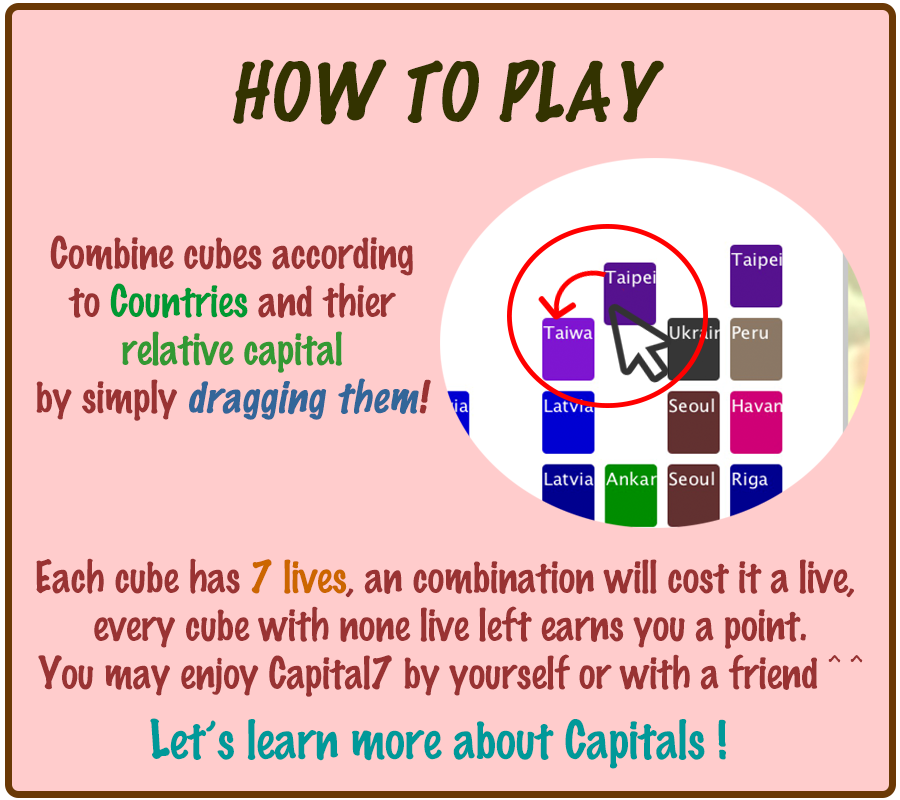 HOW TO PLAY
Combine cubes according
to Countries and thier
relative capital
by simply dragging them!
Taipei Taipei
Taiwa Ukrain Peru
ia Latvia Seoul Havan
Latvia Ankar Seoul Riga
Each cube has 7 lives, an combination will cost it a live,
every cube with none live left earns you a point.
You may enjoy Capital7 by yourself or with a friend ^ ^
Let's learn more about Capitals !